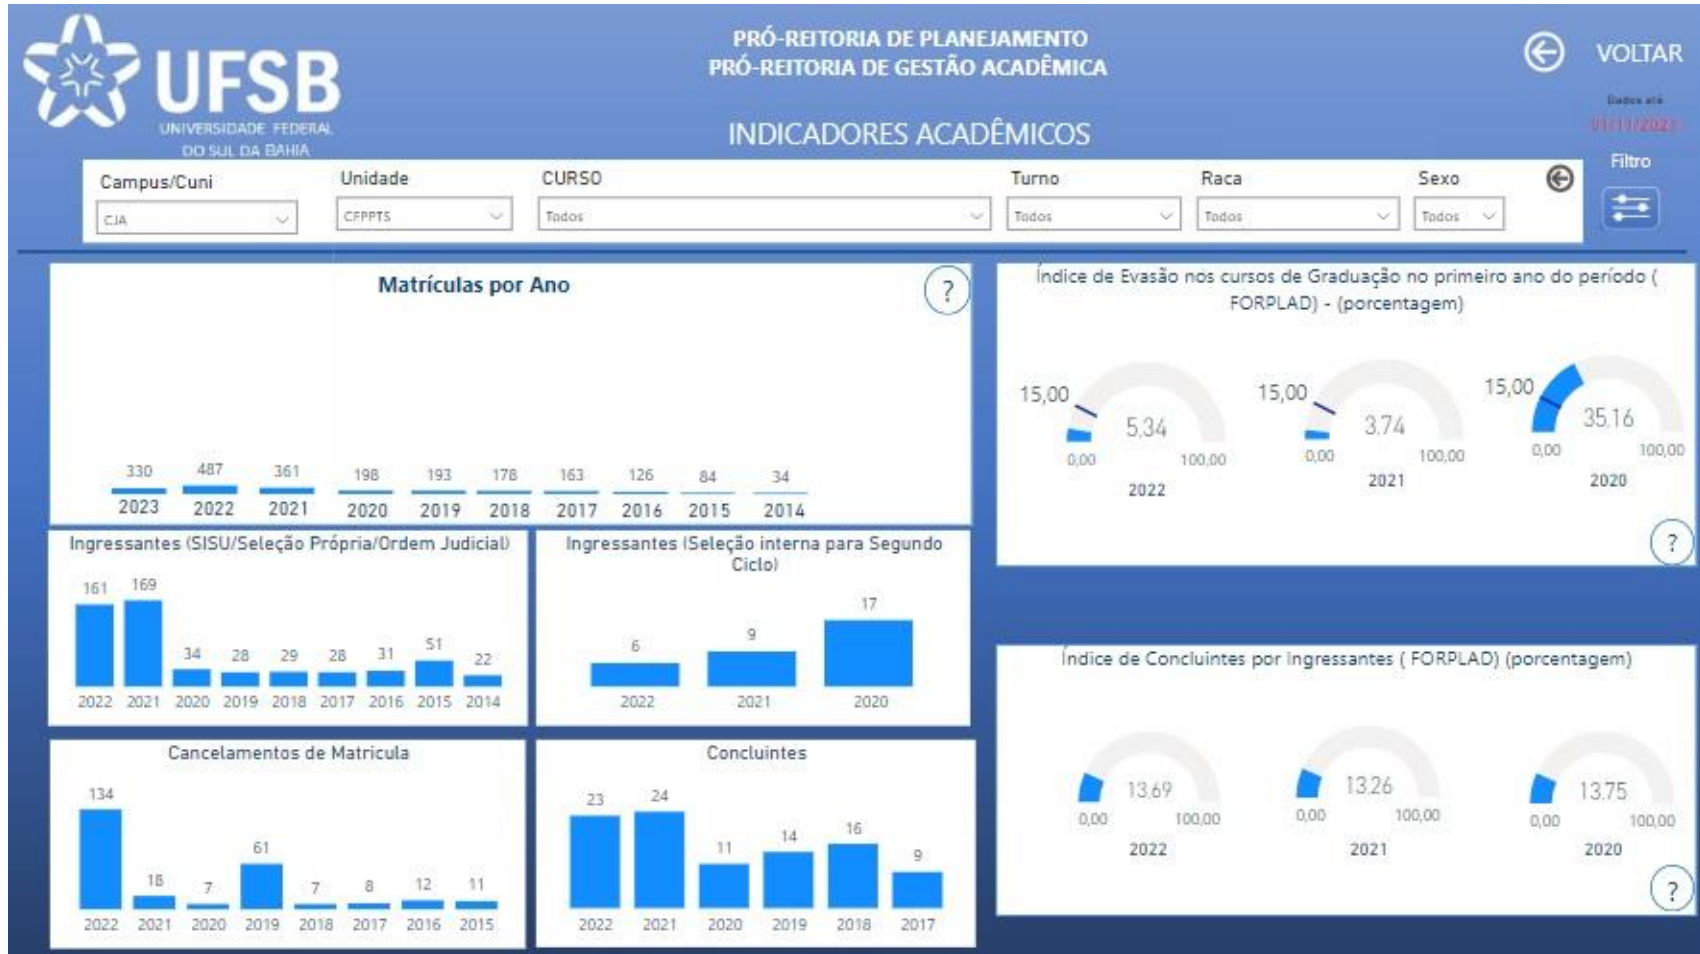 UFSB
UNIVERSIDADE FEDERAL
DO SUL DA BAHIA
PRÓ-REITORIA DE PLANEJAMENTO
PRÓ-REITORIA DE GESTÃO ACADÊMICA
INDICADORES ACADÊMICOS
VOLTAR
Dados até
01/11/2023
Filtro
Campus/Cuni Unidade CURSO Turno Raca Sexo
CJA CFPPTS Todos Todos Todos Todos
Matrículas por Ano
?
330 487 361 198 193 178 163 126 84 34
2023 2022 2021 2020 2019 2018 2017 2016 2015 2014
Índice de Evasão nos cursos de Graduação no primeiro ano do período (
FORPLAD) - (porcentagem)
15,00 15,00 15,00
5,34 3,74 35,16
0,00 100,00 0,00 100,00 0,00 100,00
2022 2021 2020
?
Ingressantes (SISU/Seleção Própria/Ordem Judicial)
161 169 34 28 29 28 31 51 22
2022 2021 2020 2019 2018 2017 2016 2015 2014
Ingressantes (Seleção interna para Segundo
Ciclo)
6 9 17
2022 2021 2020
Índice de Concluintes por Ingressantes ( FORPLAD) (porcentagem)
13,69 13,26 13,75
0,00 100,00 0,00 100,00 0,00 100,00
2022 2021 2020
?
Cancelamentos de Matricula
134 18 7 61 7 8 12 11
2022 2021 2020 2019 2018 2017 2016 2015
Concluintes
23 24 11 14 16 9
2022 2021 2020 2019 2018 2017